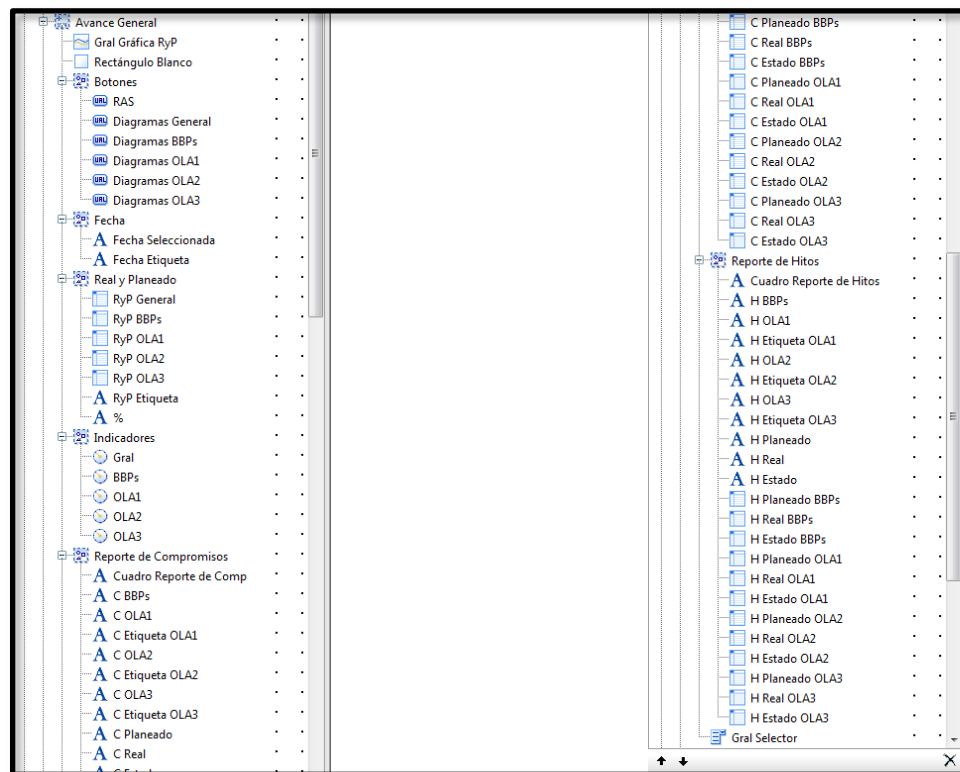 Avance General
Gral Gráfica RyP
Rectángulo Blanco
Botones
URL RAS
URL Diagramas General
URL Diagramas BBPs
URL Diagramas OLA1
URL Diagramas OLA2
URL Diagramas OLA3
Fecha
A Fecha Seleccionada
A Fecha Etiqueta
Real y Planeado
RyP General
RyP BBPs
RyP OLA1
RyP OLA2
RyP OLA3
A RyP Etiqueta
A %
Indicadores
Gral
BBPs
OLA1
OLA2
OLA3
Reporte de Compromisos
A Cuadro Reporte de Comp
A C BBPs
A C OLA1
A C Etiqueta OLA1
A C OLA2
A C Etiqueta OLA2
A C OLA3
A C Etiqueta OLA3
A C Planeado
A C Real
C Planeado BBPs
C Real BBPs
C Estado BBPs
C Planeado OLA1
C Real OLA1
C Estado OLA1
C Planeado OLA2
C Real OLA2
C Estado OLA2
C Planeado OLA3
C Real OLA3
C Estado OLA3
Reporte de Hitos
A Cuadro Reporte de Hitos
A H BBPs
A H OLA1
A H Etiqueta OLA1
A H OLA2
A H Etiqueta OLA2
A H OLA3
A H Etiqueta OLA3
A H Planeado
A H Real
A H Estado
H Planeado BBPs
H Real BBPs
H Estado BBPs
H Planeado OLA1
H Real OLA1
H Estado OLA1
H Planeado OLA2
H Real OLA2
H Estado OLA2
H Planeado OLA3
H Real OLA3
H Estado OLA3
Gral Selector